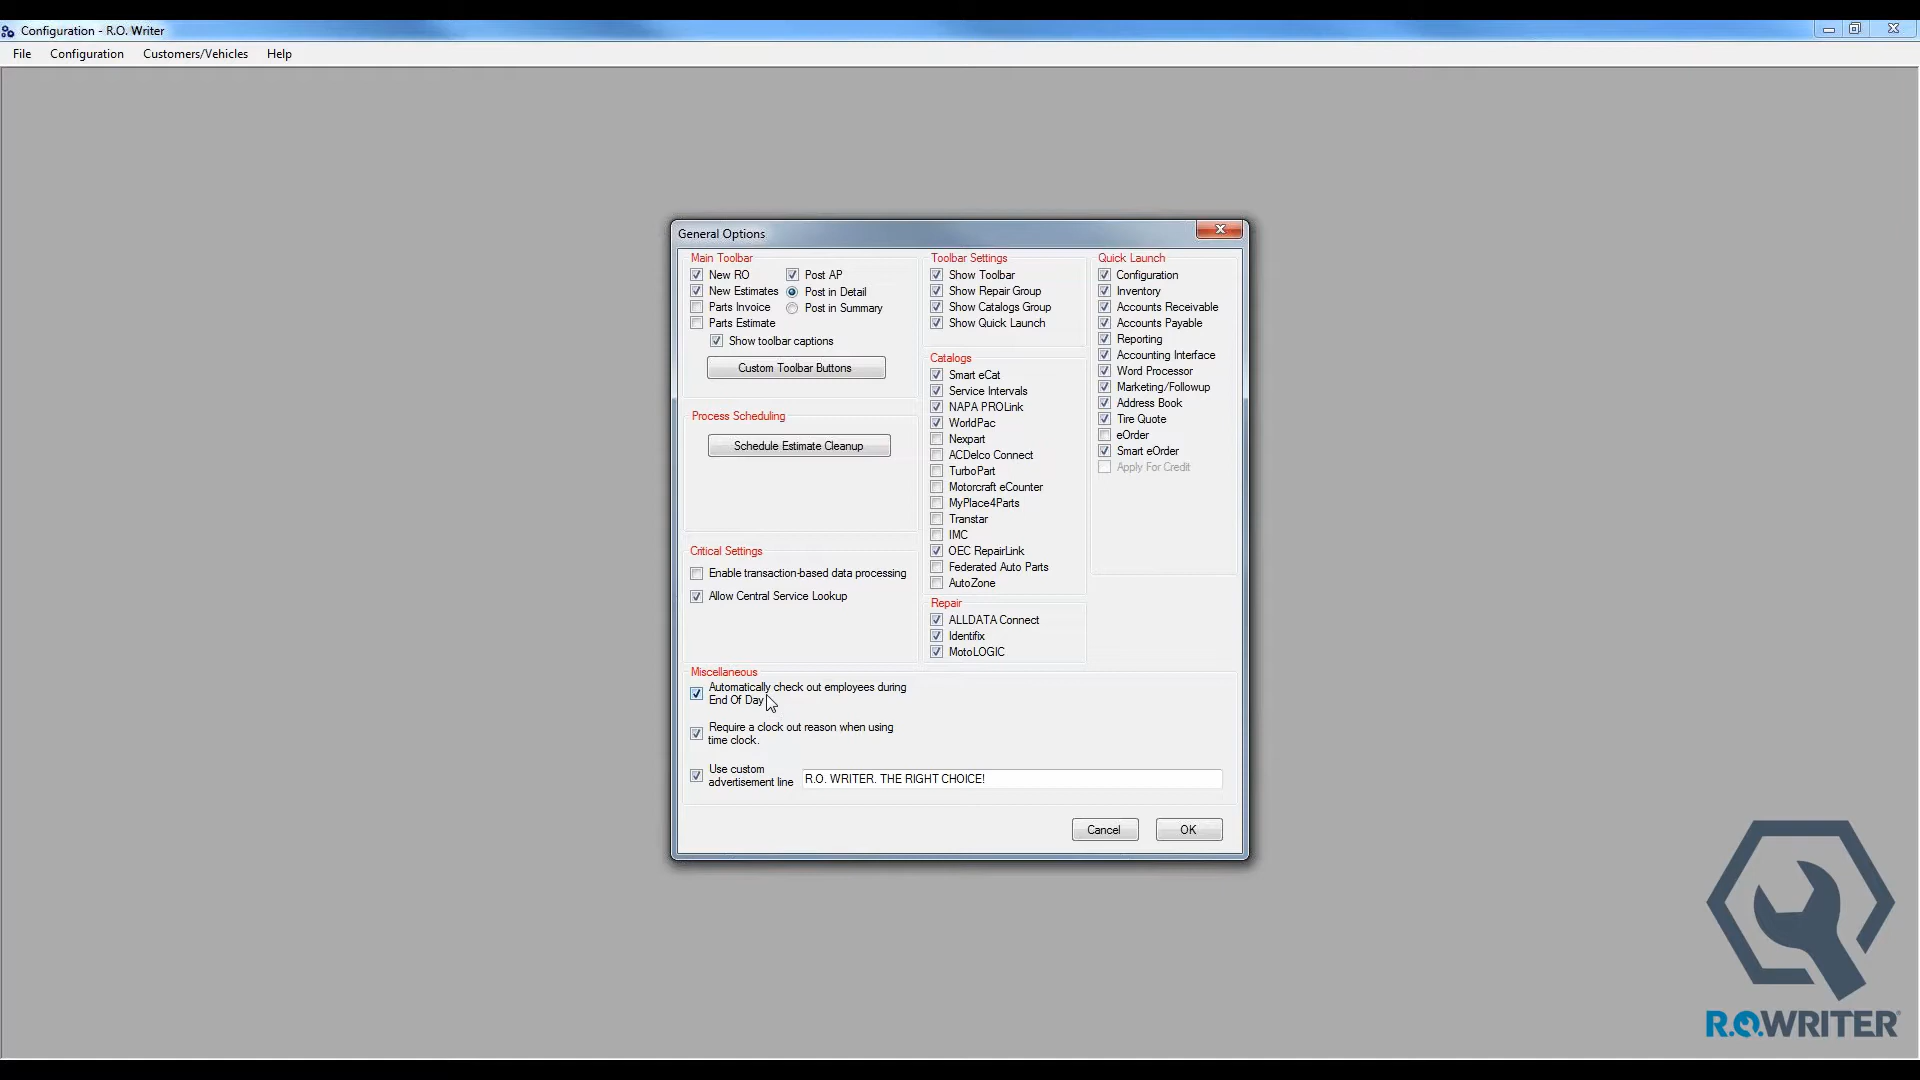 Configuration - R.O. Writer
File Configuration Customers/Vehicles Help
General Options
Main Toolbar
New RO
New Estimates
Parts Invoice
Parts Estimate
Post AP
Post in Detail
Post in Summary
Show toolbar captions
Custom Toolbar Buttons
Process Scheduling
Schedule Estimate Cleanup
Critical Settings
Enable transaction-based data processing
Allow Central Service Lookup
Toolbar Settings
Show Toolbar
Show Repair Group
Show Catalogs Group
Show Quick Launch
Catalogs
Smart eCat
Service Intervals
NAPA PROLink
WorldPac
Nexpart
ACDelco Connect
TurboPart
Motorcraft eCounter
MyPlace4Parts
Transtar
IMC
OEC RepairLink
Federated Auto Parts
AutoZone
Repair
ALLDATA Connect
Identifix
MotoLOGIC
Quick Launch
Configuration
Inventory
Accounts Receivable
Accounts Payable
Reporting
Accounting Interface
Word Processor
Marketing/Followup
Address Book
Tire Quote
eOrder
Smart eOrder
Apply For Credit
Miscellaneous
Automatically check out employees during
End Of Day
Require a clock out reason when using
time clock.
Use custom
advertisement line
R.O. WRITER. THE RIGHT CHOICE!
Cancel OK
R.O.WRITER